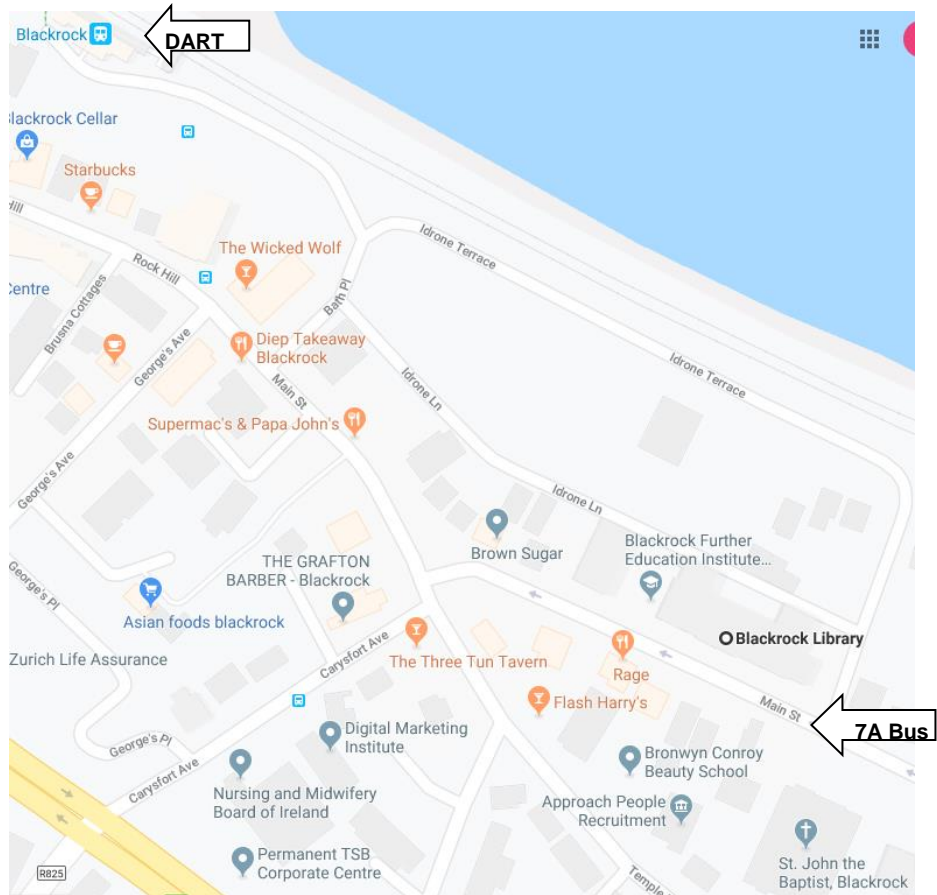 Blackrock
DART
Blackrock Cellar
Starbucks
Hill
The Wicked Wolf
Idrone Terrace
Rock Hill
Centre
Bath Pl
Brusna Cottages
George's Ave
Diep Takeaway
Blackrock
Idrone Terrace
Main St
Idrone Ln
Supermac's & Papa John's
George's Ave
Idrone Ln
Brown Sugar
Blackrock Further
Education Institute...
THE GRAFTON
BARBER - Blackrock
George's Pl
Asian foods blackrock
Blackrock Library
Carysfort Ave
Zurich Life Assurance
The Three Tun Tavern
Rage
Flash Harry's
Main St
7A Bus
Digital Marketing
Institute
George's Pl
Bronwyn Conroy
Beauty School
Carysfort Ave
Nursing and Midwifery
Board of Ireland
Approach People
Recruitment
Permanent TSB
Corporate Centre
R825
St. John the
Baptist, Blackrock
Temple